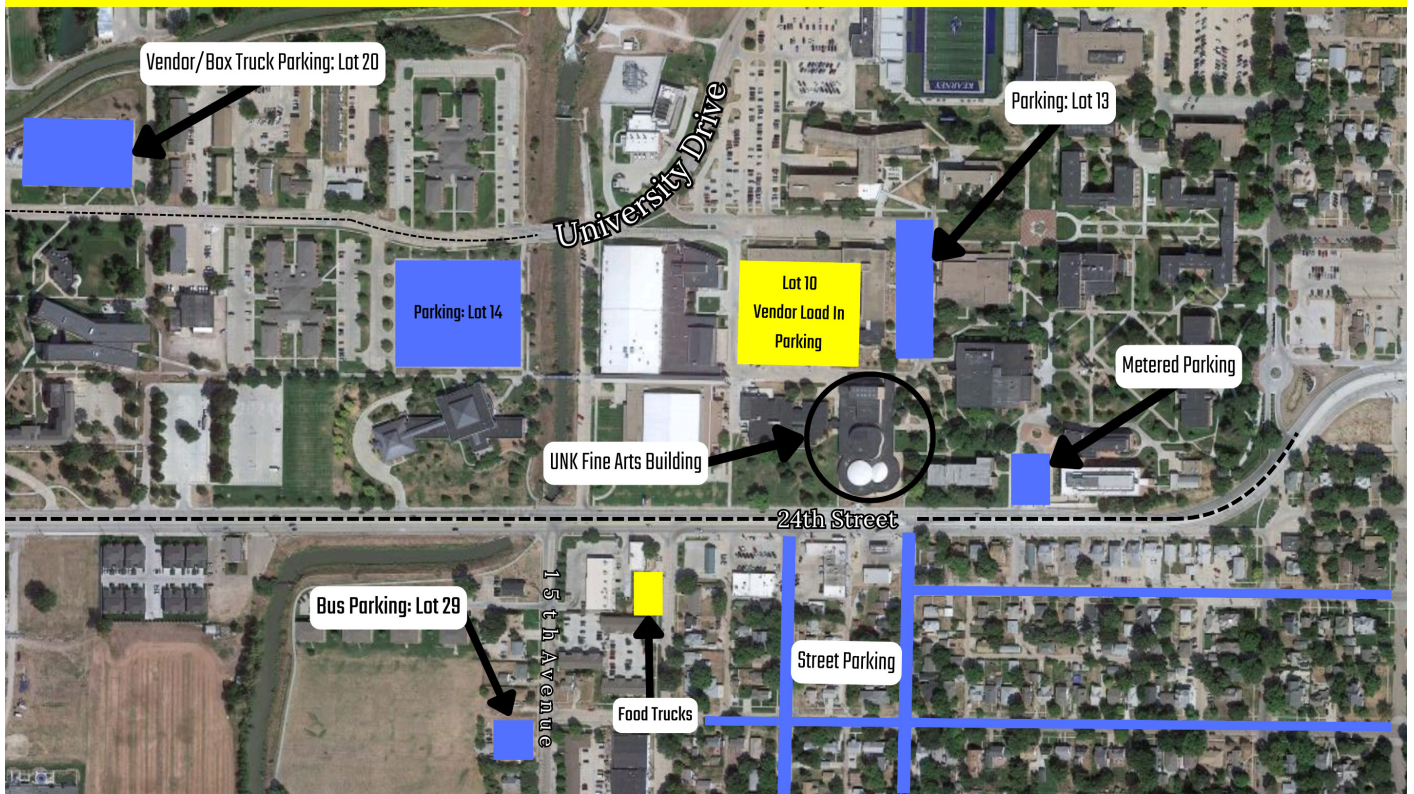 KEARNEY
Vendor/Box Truck Parking: Lot 20
University Drive
Parking: Lot 13
Lot 10
Vendor Load In
Parking
Parking: Lot 14
Metered Parking
UNK Fine Arts Building
24th Street
15th Avenue
Bus Parking: Lot 29
Street Parking
Food Trucks